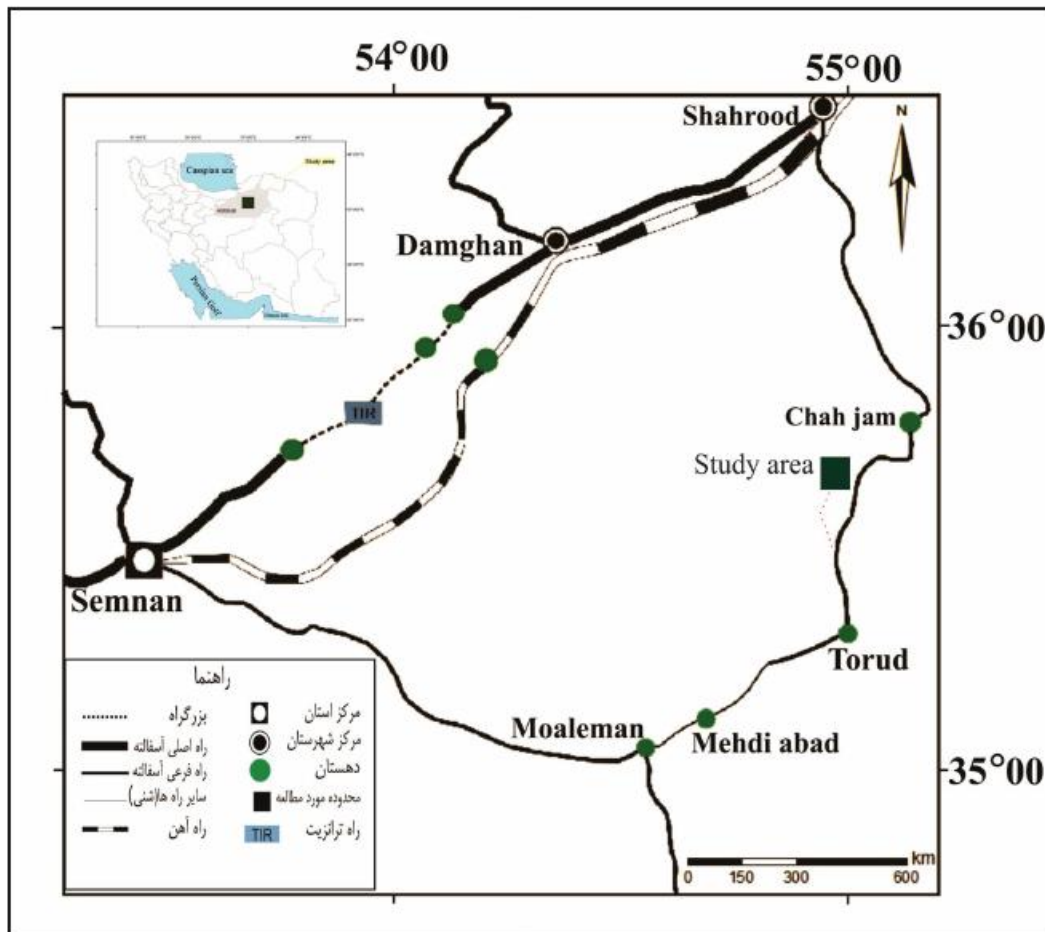 54°00
55°00
Shahrood
N
Caspian sea
Study area
Damghan
Persian Gulf
36°00
TIR
Chah jam
Study area
Semnan
Torud
راهنما
مرکز استان
بزرگراه
Moaleman
Mehdi abad
مرکز شهرستان
راه اصلی آسفالته
دهستان
راه فرعی آسفالته
35°00
محدوده مورد مطالعه
سایر راه ها(شنی)
TIR
راه ترانزیت
راه آهن
km
0 150 300 600